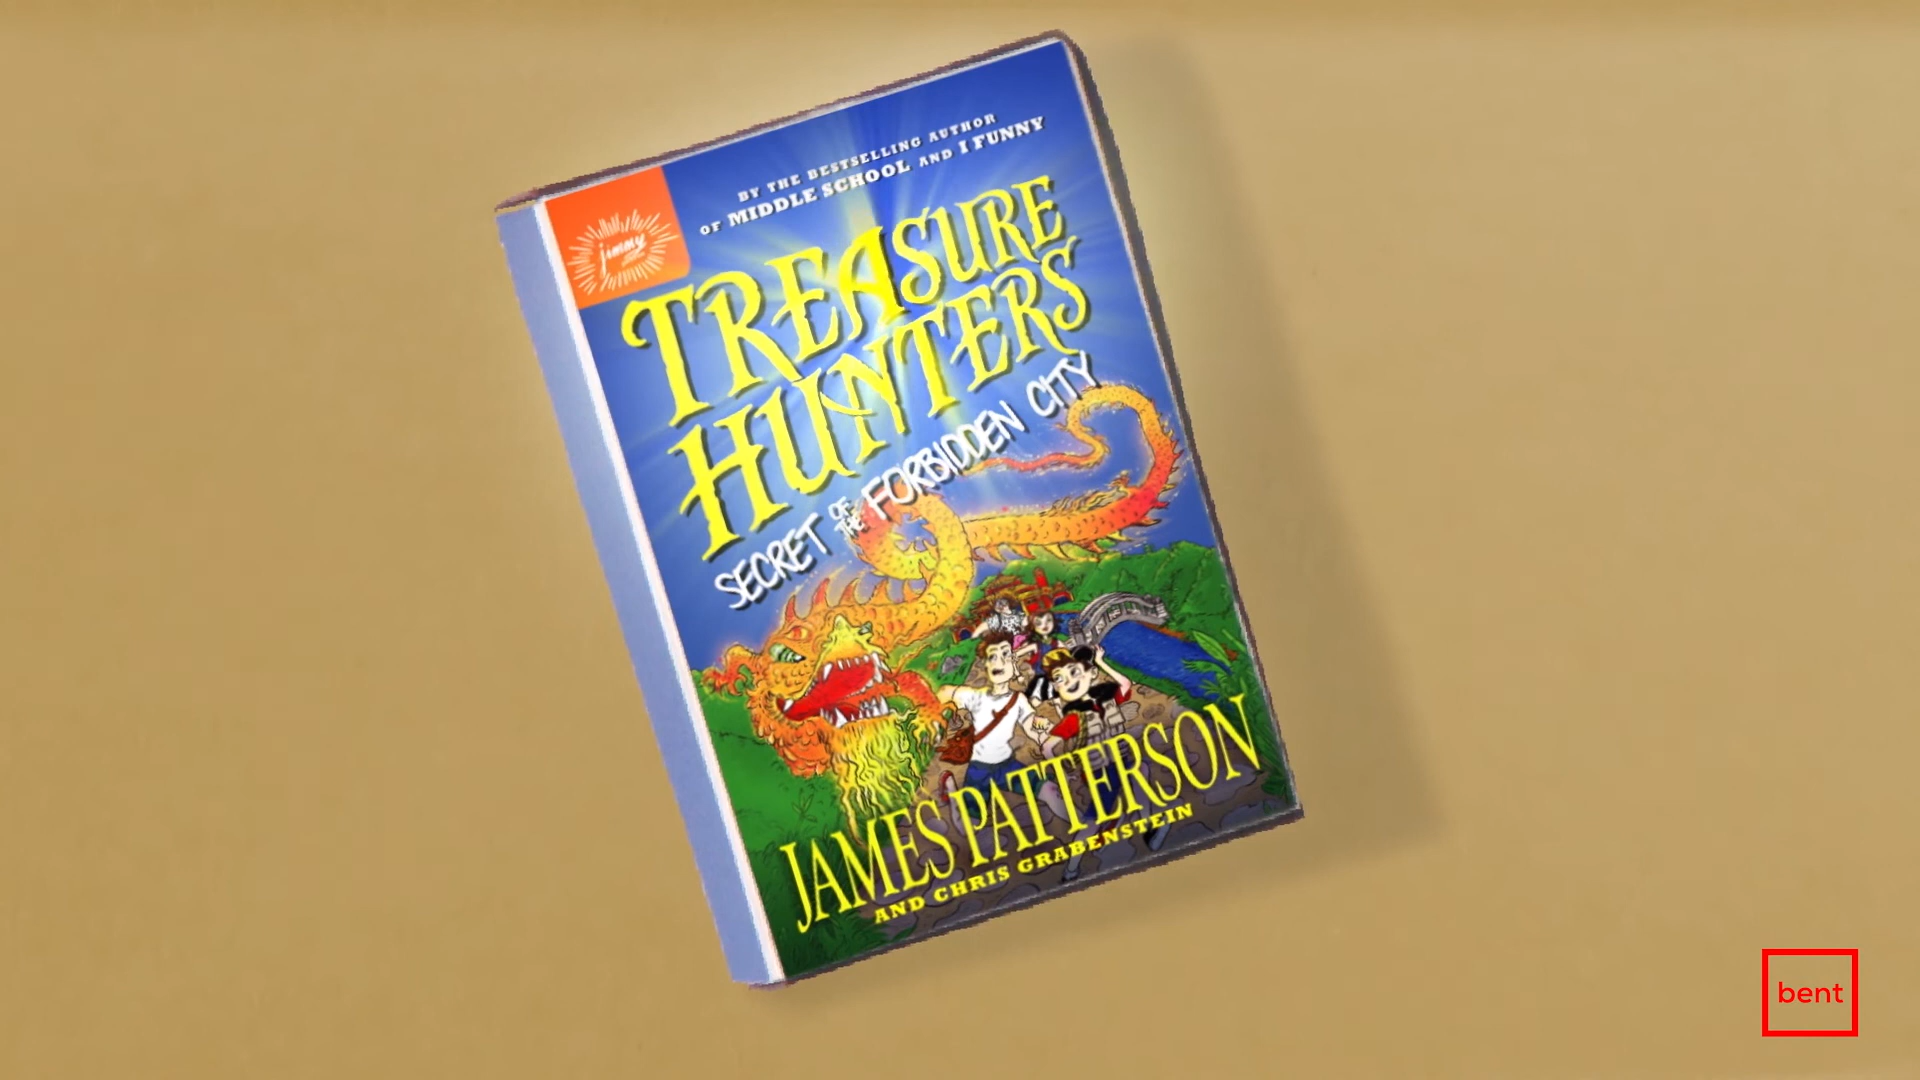 BY THE BESTSELLING AUTHOR
OF MIDDLE SCHOOL AND I FUNNY
jimmy
TREASURE
HUNTERS
SECRET OF THE FORBIDDEN CITY
JAMES PATTERSON
AND CHRIS GRABENSTEIN
bent